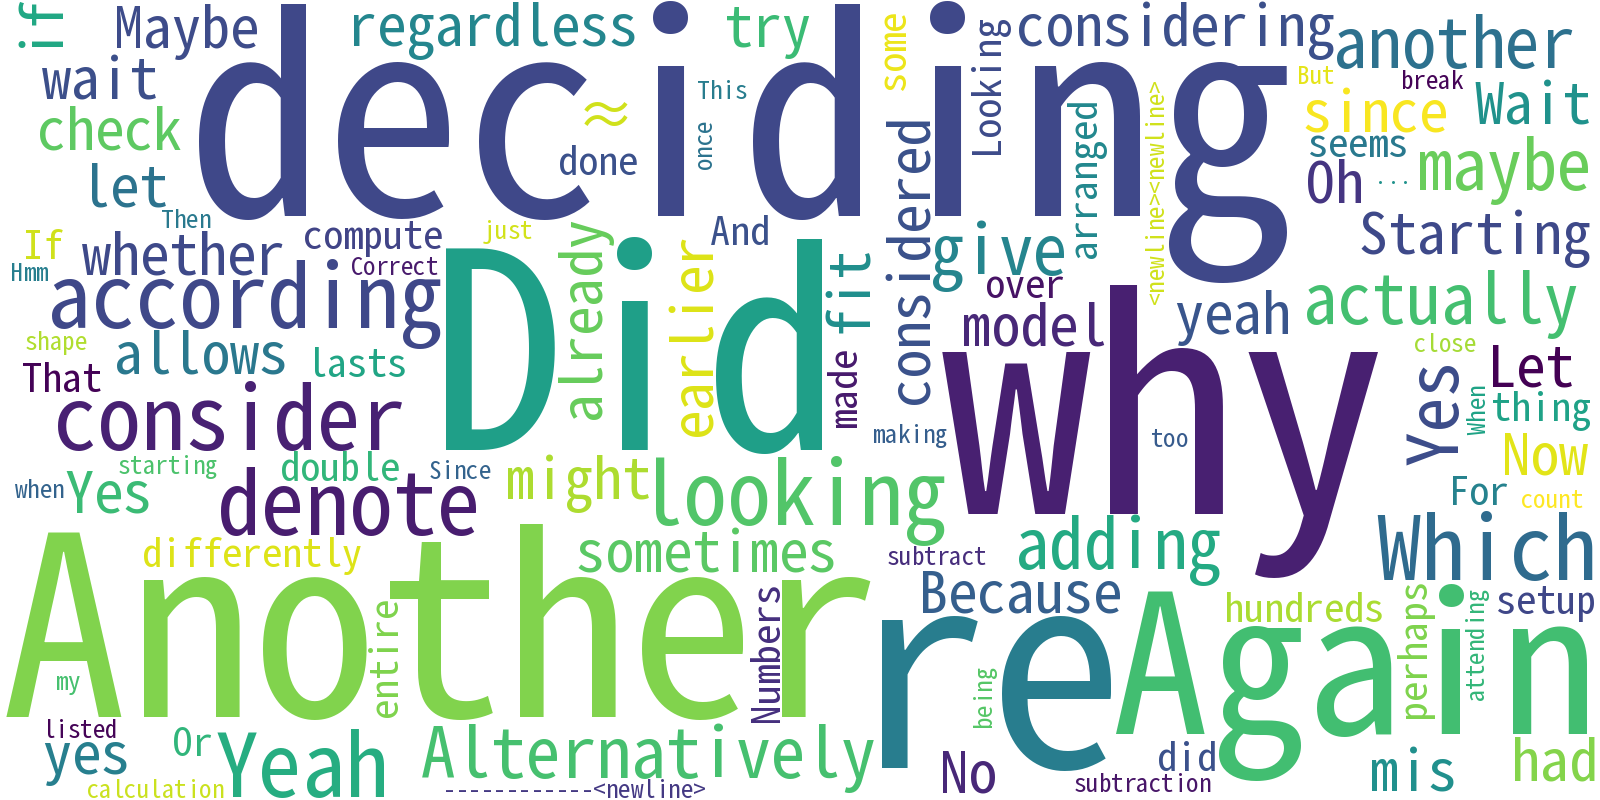 if
Maybe
regardless
try
some
Looking
considering
another
wait
deciding
≈
This
But
break
since
Wait
check
done
once
considered
arranged
<newline><newline>
seems
let
Oh
...
maybe
Then
If
whether
compute
just
And
Starting
Hmm
according
Correct
already
earlier
Did
fit
give
over
yeah
actually
shape
allows
lasts
made
model
why
close
That
Let
consider
making
too
Yes
When
thing
starting
double
Since
might
looking
Now
when
Yes
denote
For
count
differently
sometimes
subtract
adding
Which
Another
entire
Numbers
Because
re
Again
hundreds
perhaps
attending
setup
my
being
listed
yes
Or
Yeah
Alternatively
No
did
mis
had
calculation
------------<newline>
subtraction